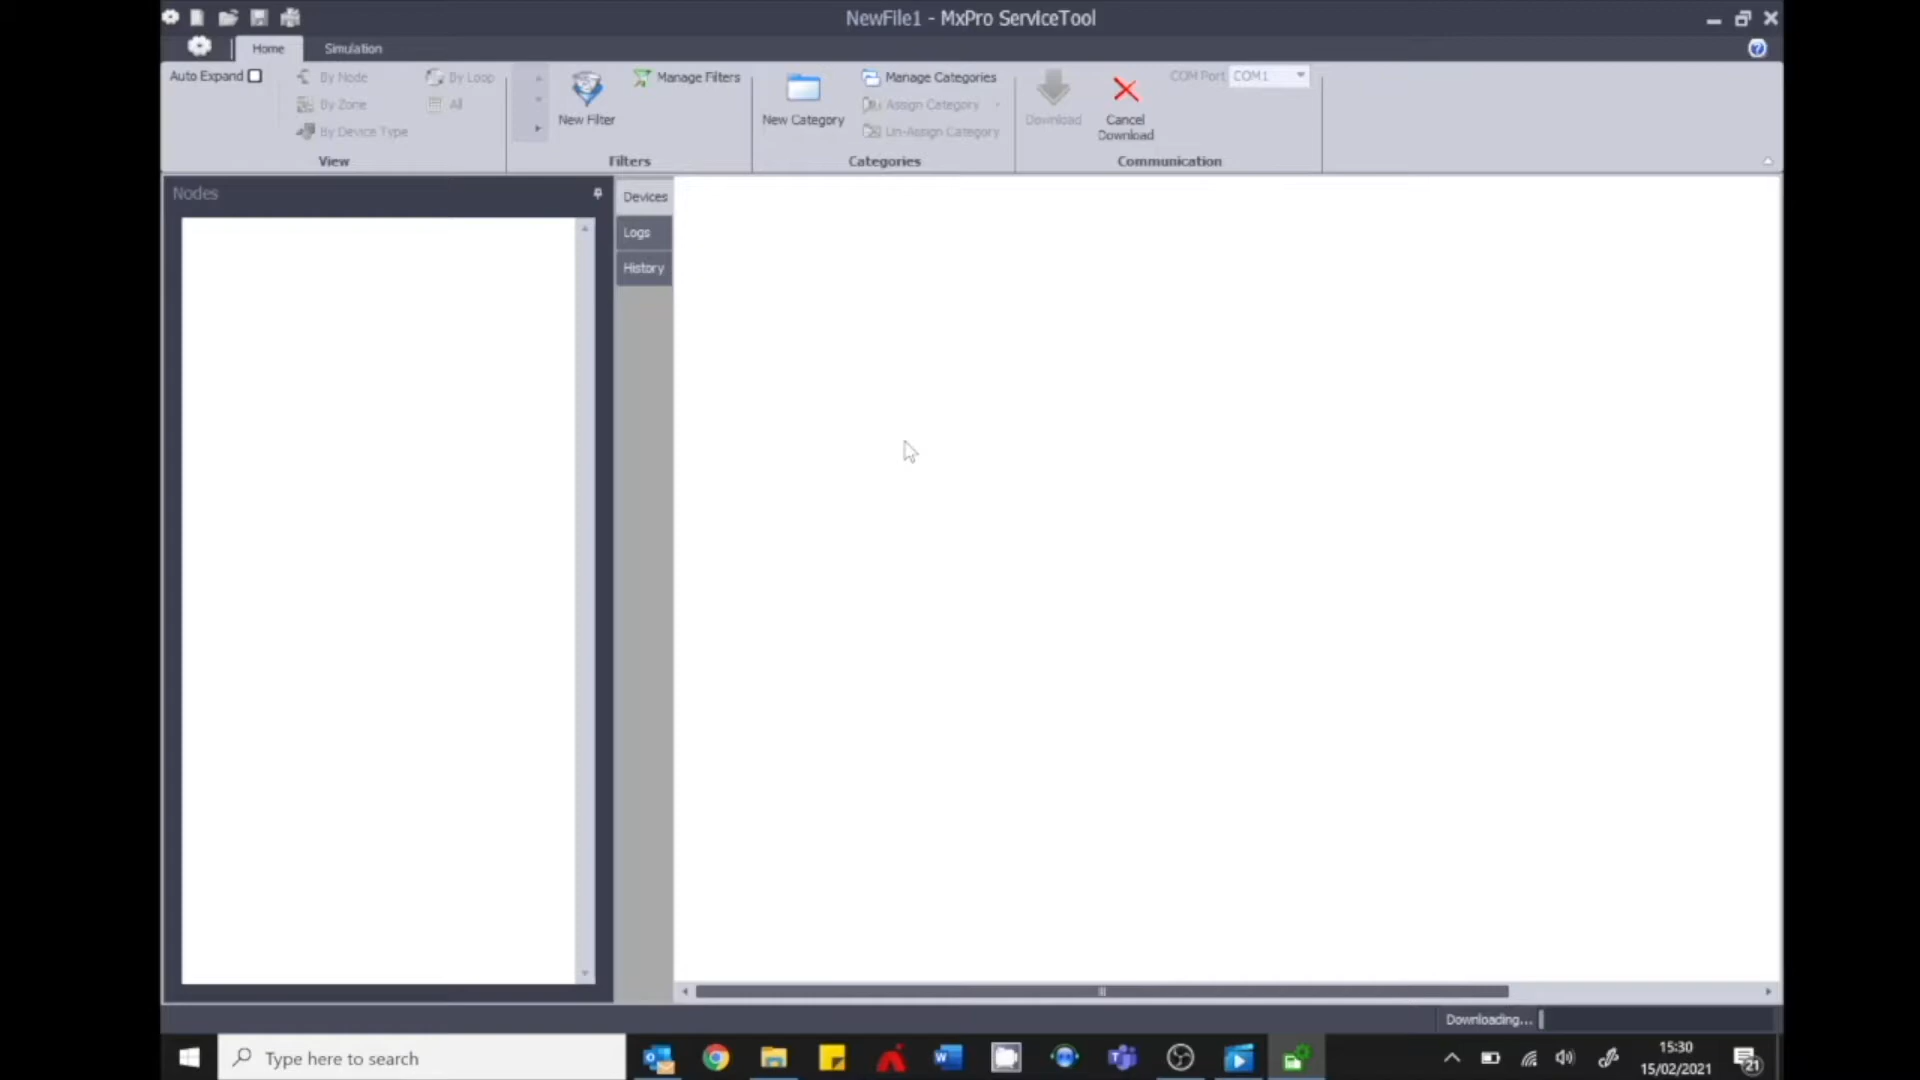 NewFile1 - MxPro ServiceTool
Home
Simulation
Auto Expand
By Node
By Loop
By Zone
All
By Device Type
View
New Filter
Manage Filters
Filters
New Category
Manage Categories
Assign Category
Un-Assign Category
Categories
Download
Cancel
Download
COM Port
COM1
Communication
Nodes
Devices
Logs
History
Downloading...
Type here to search
15:30
15/02/2021
21